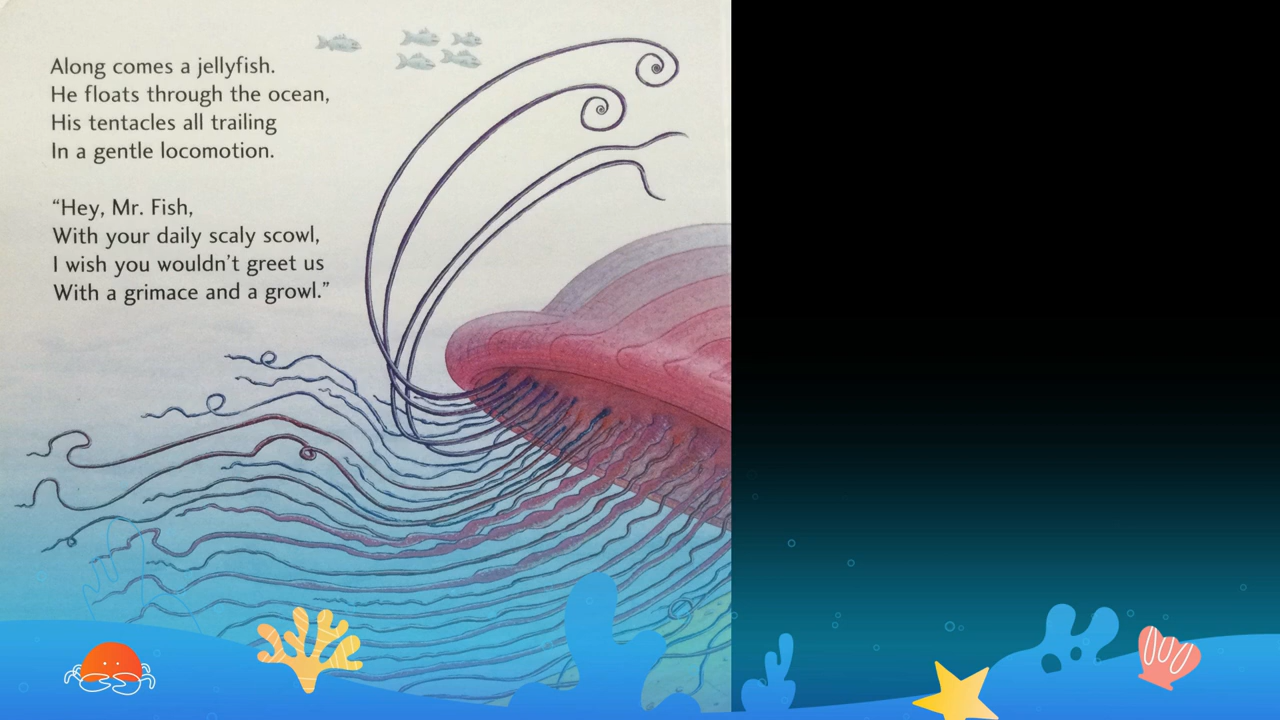 Along comes a jellyfish.
He floats through the ocean,
His tentacles all trailing
In a gentle locomotion.
“Hey, Mr. Fish,
With your daily scaly scowl,
I wish you wouldn’t greet us
With a grimace and a growl.”